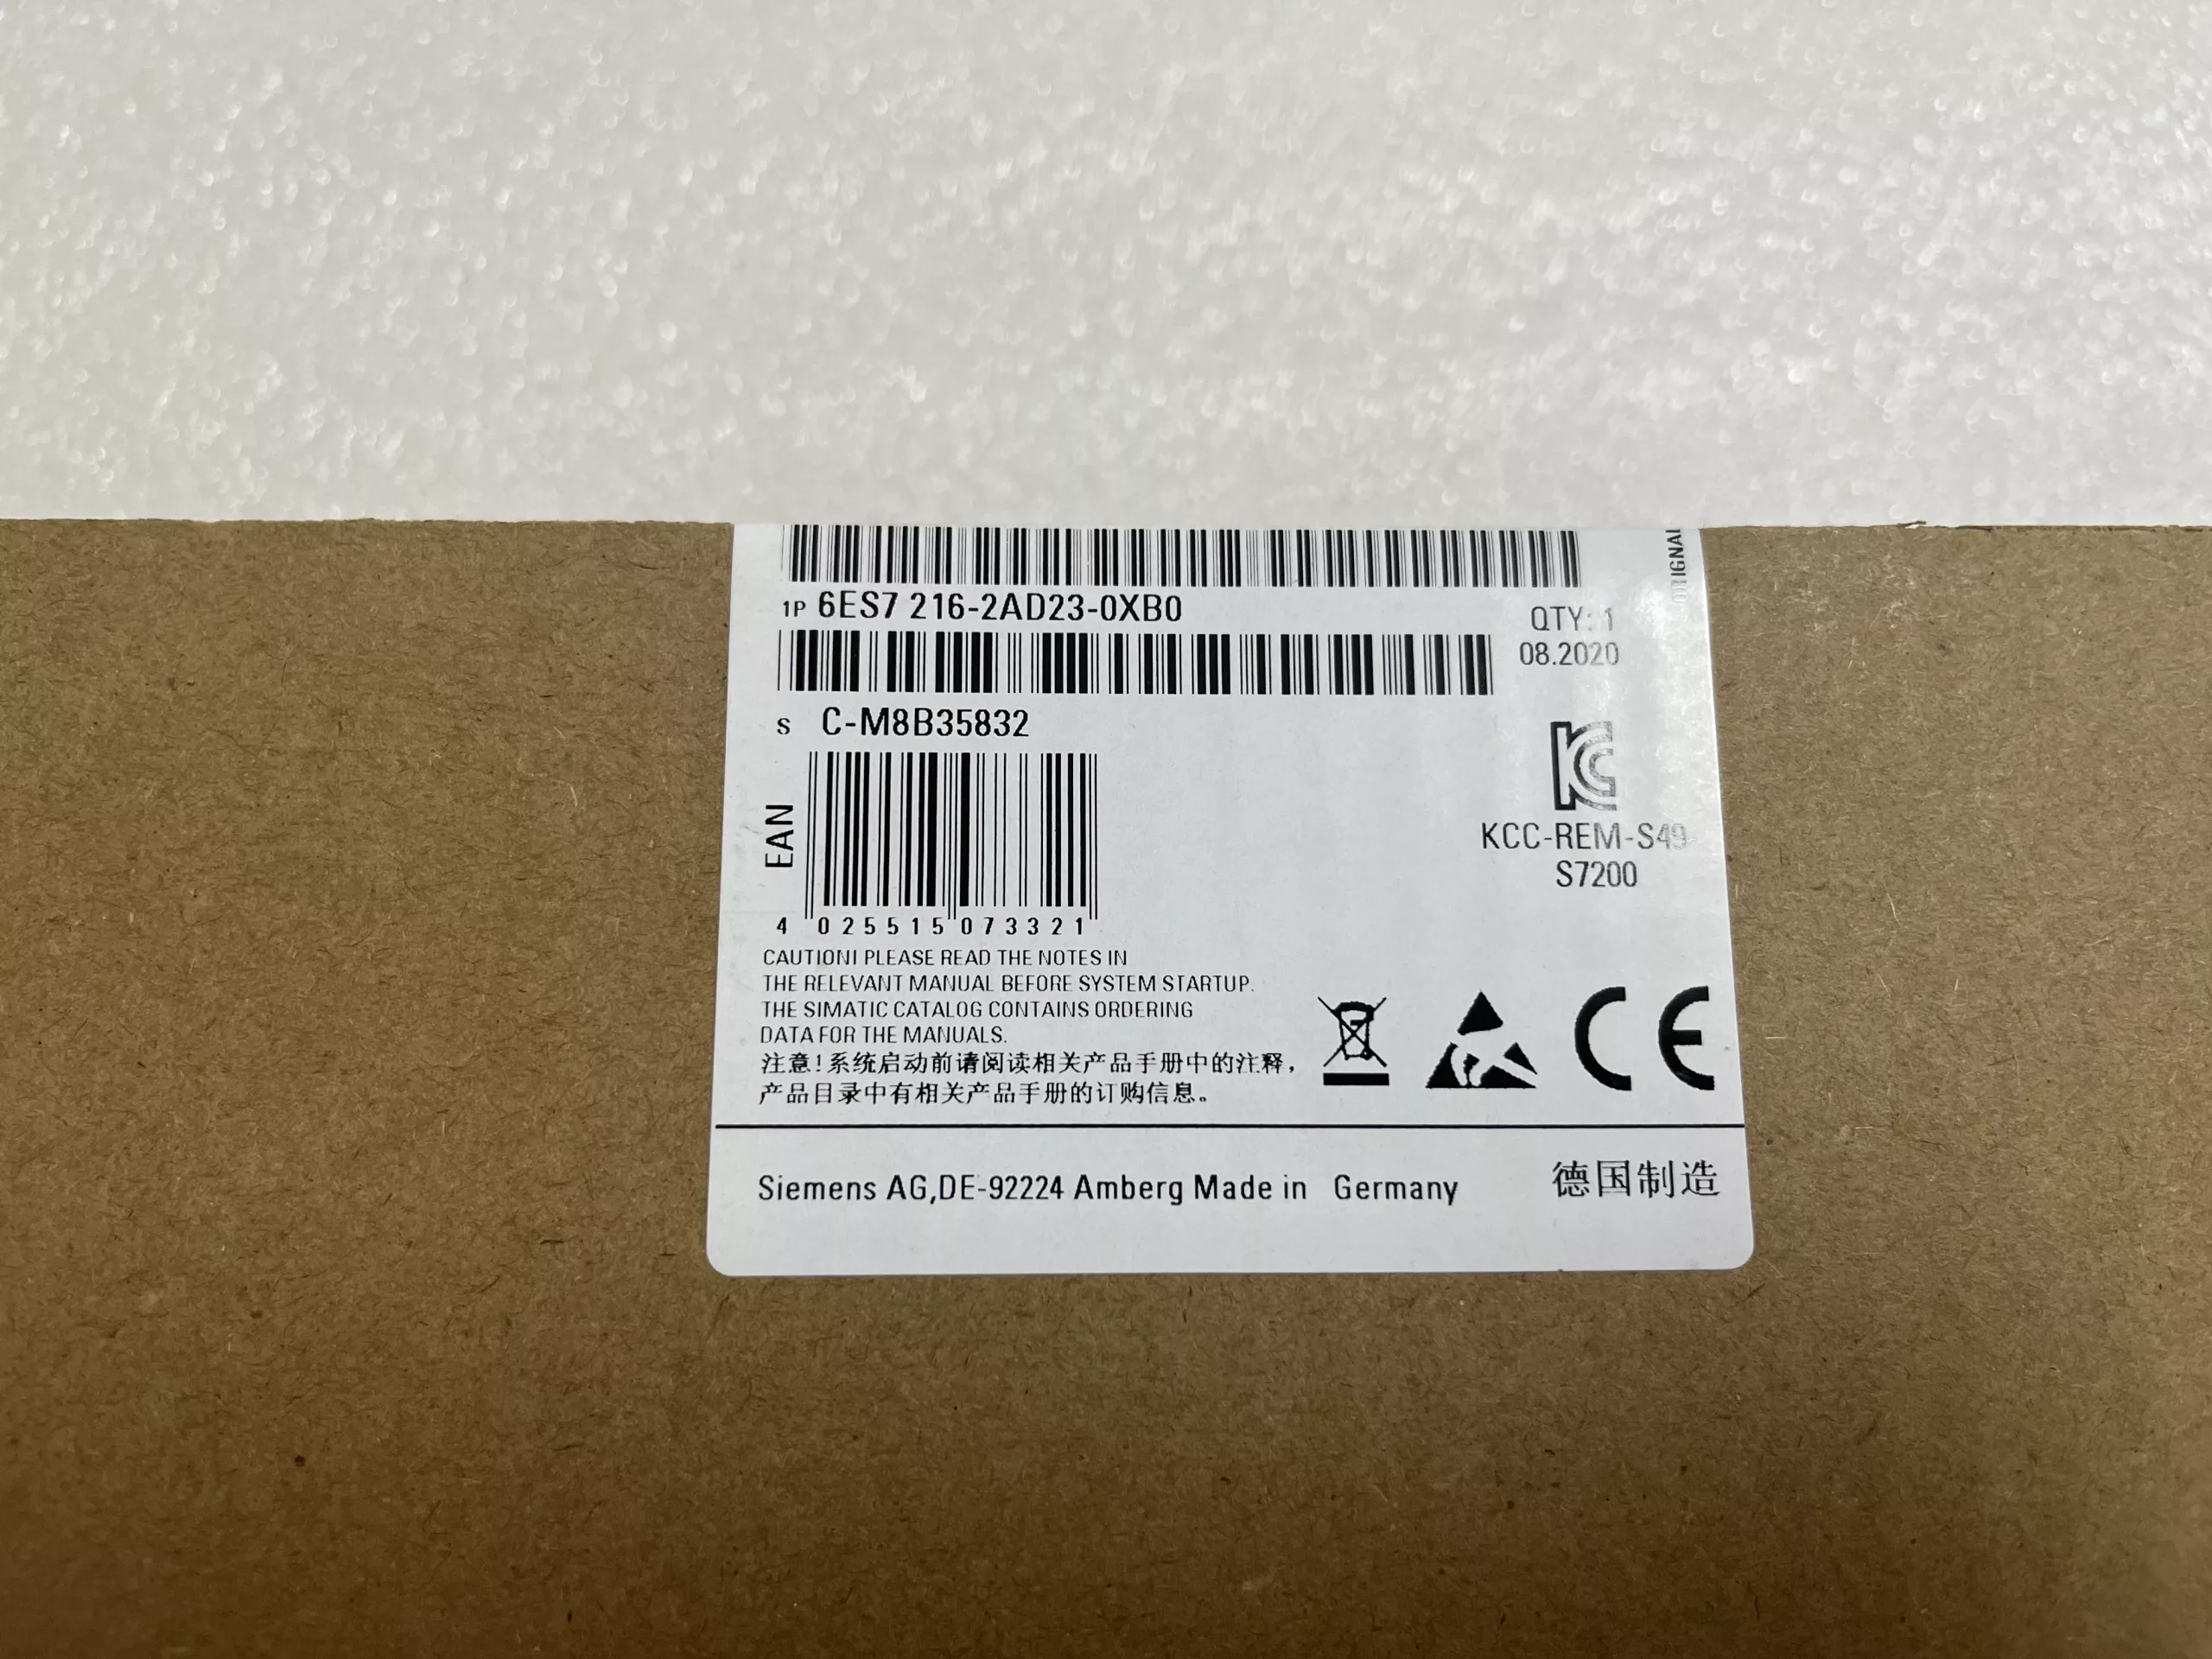 1P 6ES7 216-2AD23-0XB0
QTY: 1
08.2020
S C-M8B35832
EAN
4 025515 073321
KCC-REM-S49-
S7200
CAUTION! PLEASE READ THE NOTES IN
THE RELEVANT MANUAL BEFORE SYSTEM STARTUP.
THE SIMATIC CATALOG CONTAINS ORDERING
DATA FOR THE MANUALS.
注意!系统启动前请阅读相关产品手册中的注释,
产品目录中有相关产品手册的订购信息。
CE
Siemens AG,DE-92224 Amberg Made in Germany
德国制造